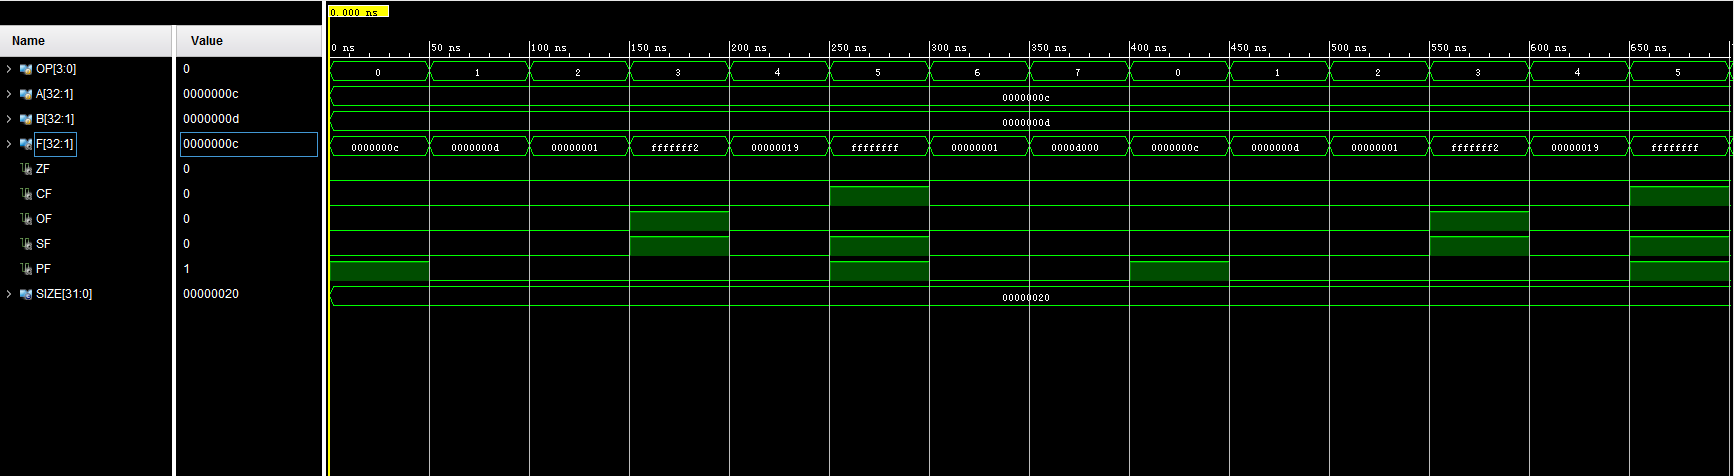 0.000 ns
Name Value
0 ns 50 ns 100 ns 150 ns 200 ns 250 ns 300 ns 350 ns 400 ns 450 ns 500 ns 550 ns 600 ns 650 ns
OP[3:0] 0 0 1 2 3 4 5 6 7 0 1 2 3 4 5
A[32:1] 0000000c 0000000c
B[32:1] 0000000d 0000000d
F[32:1] 0000000c 0000000c 0000000d 00000001 fffffff2 00000019 ffffffff 00000001 0000d000 0000000c 0000000d 00000001 fffffff2 00000019 ffffffff
ZF 0
CF 0
OF 0
SF 0
PF 1
SIZE[31:0] 00000020 00000020